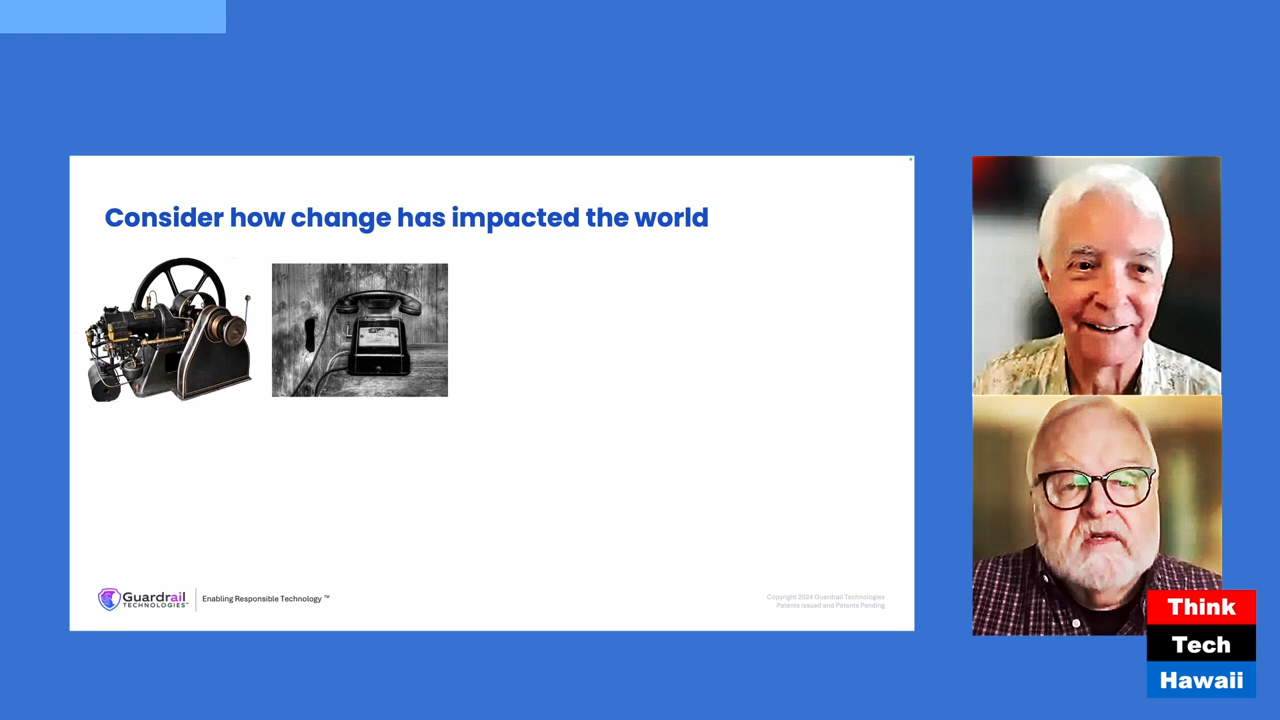 Consider how change has impacted the world
Guardrail
TECHNOLOGIES™
Enabling Responsible Technology ™
Copyright 2024 Guardrail Technologies
Patents Issued and Patents Pending
Think
Tech
Hawaii